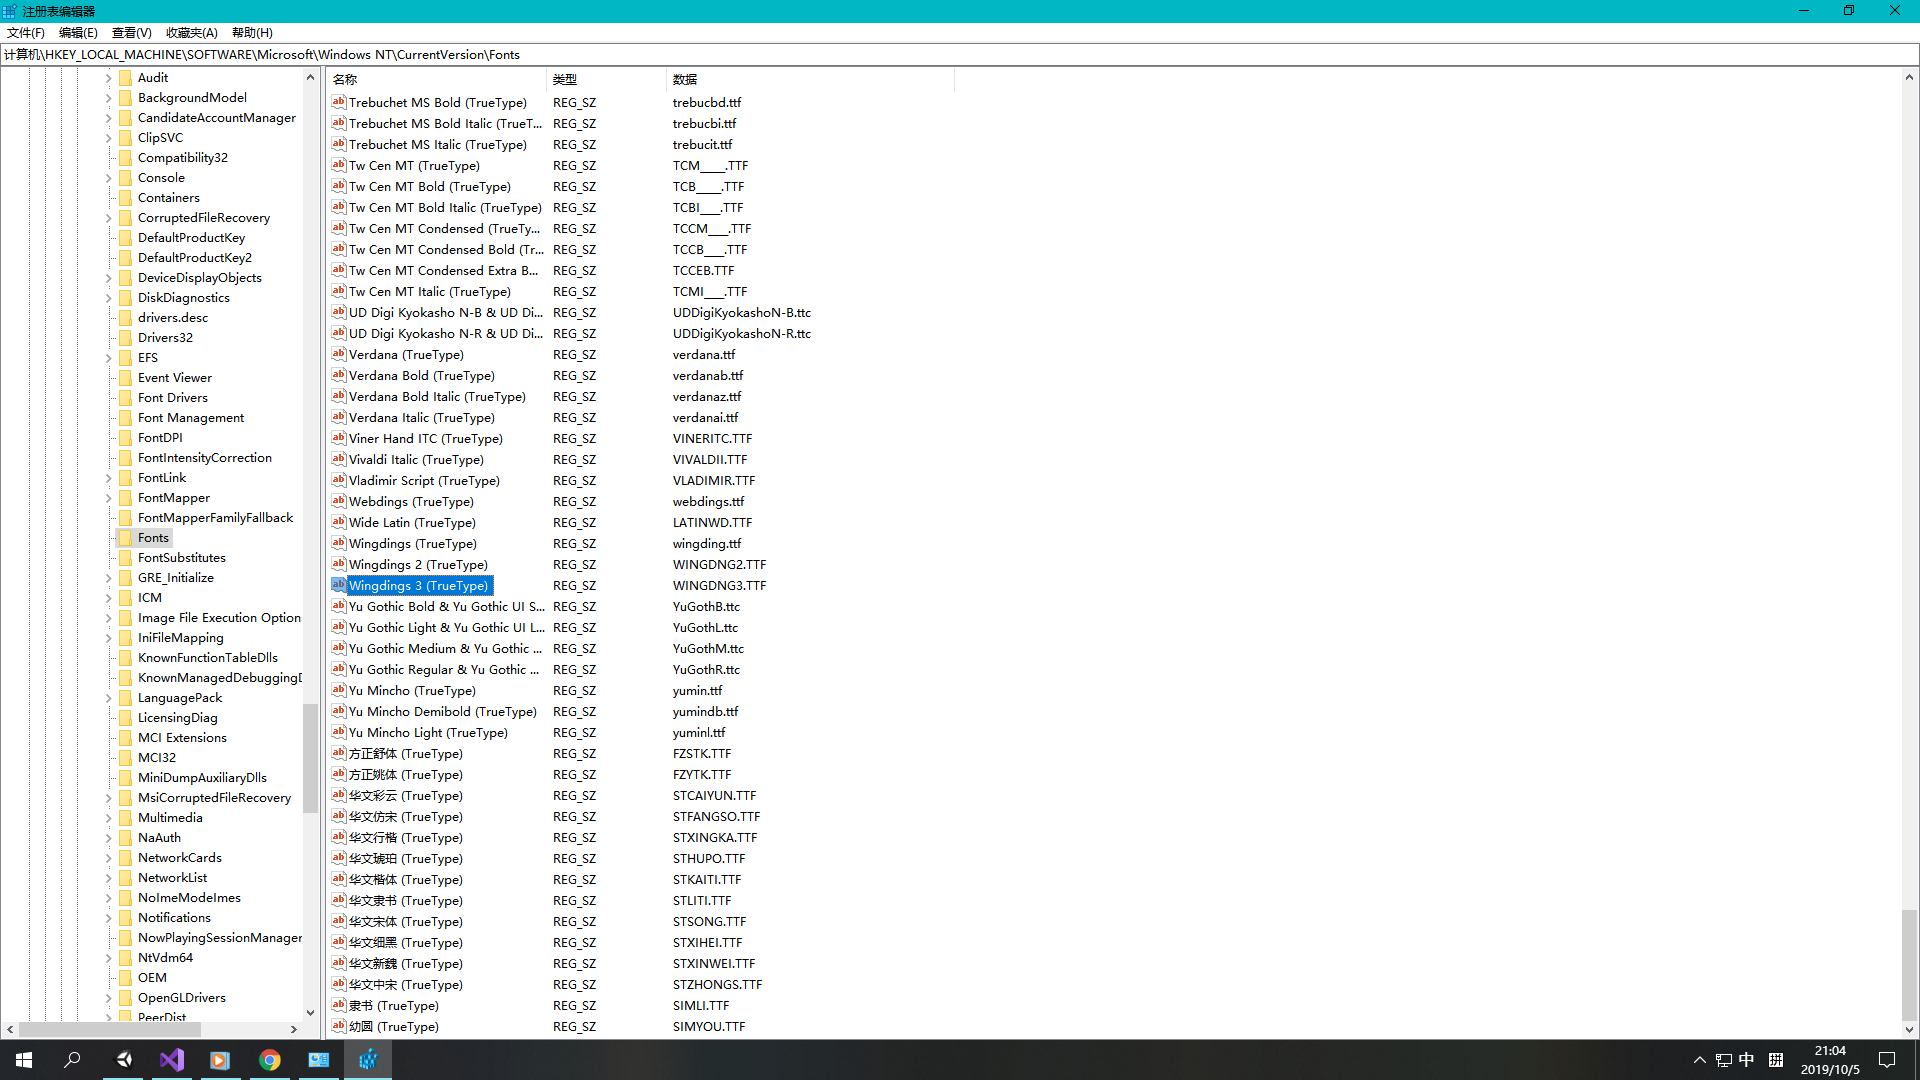 注册表编辑器
文件(F) 编辑(E) 查看(V) 收藏夹(A) 帮助(H)
计算机\HKEY_LOCAL_MACHINE\SOFTWARE\Microsoft\Windows NT\CurrentVersion\Fonts
Audit
BackgroundModel
CandidateAccountManager
ClipSVC
Compatibility32
Console
Containers
CorruptedFileRecovery
DefaultProductKey
DefaultProductKey2
DeviceDisplayObjects
DiskDiagnostics
drivers.desc
Drivers32
EFS
Event Viewer
Font Drivers
Font Management
FontDPI
FontIntensityCorrection
FontLink
FontMapper
FontMapperFamilyFallback
Fonts
FontSubstitutes
GRE_Initialize
ICM
Image File Execution Option
IniFileMapping
KnownFunctionTableDlls
KnownManagedDebuggingD
LanguagePack
LicensingDiag
MCI Extensions
MCI32
MiniDumpAuxiliaryDlls
MsiCorruptedFileRecovery
Multimedia
NaAuth
NetworkCards
NetworkList
NoImeModeImes
Notifications
NowPlayingSessionManager
NtVdm64
OEM
OpenGLDrivers
PeerDist
名称 类型 数据
Trebuchet MS Bold (TrueType) REG_SZ trebucbd.ttf
Trebuchet MS Bold Italic (TrueT... REG_SZ trebucbi.ttf
Trebuchet MS Italic (TrueType) REG_SZ trebucit.ttf
Tw Cen MT (TrueType) REG_SZ TCM____.TTF
Tw Cen MT Bold (TrueType) REG_SZ TCB____.TTF
Tw Cen MT Bold Italic (TrueType) REG_SZ TCBI___.TTF
Tw Cen MT Condensed (TrueTy... REG_SZ TCCM___.TTF
Tw Cen MT Condensed Bold (Tr... REG_SZ TCCB___.TTF
Tw Cen MT Condensed Extra B... REG_SZ TCCEB.TTF
Tw Cen MT Italic (TrueType) REG_SZ TCMI___.TTF
UD Digi Kyokasho N-B & UD Di... REG_SZ UDDigiKyokashoN-B.ttc
UD Digi Kyokasho N-R & UD Di... REG_SZ UDDigiKyokashoN-R.ttc
Verdana (TrueType) REG_SZ verdana.ttf
Verdana Bold (TrueType) REG_SZ verdanab.ttf
Verdana Bold Italic (TrueType) REG_SZ verdanaz.ttf
Verdana Italic (TrueType) REG_SZ verdanai.ttf
Viner Hand ITC (TrueType) REG_SZ VINERITC.TTF
Vivaldi Italic (TrueType) REG_SZ VIVALDII.TTF
Vladimir Script (TrueType) REG_SZ VLADIMIR.TTF
Webdings (TrueType) REG_SZ webdings.ttf
Wide Latin (TrueType) REG_SZ LATINWD.TTF
Wingdings (TrueType) REG_SZ wingding.ttf
Wingdings 2 (TrueType) REG_SZ WINGDNG2.TTF
Wingdings 3 (TrueType) REG_SZ WINGDNG3.TTF
Yu Gothic Bold & Yu Gothic UI S... REG_SZ YuGothB.ttc
Yu Gothic Light & Yu Gothic UI L... REG_SZ YuGothL.ttc
Yu Gothic Medium & Yu Gothic ... REG_SZ YuGothM.ttc
Yu Gothic Regular & Yu Gothic ... REG_SZ YuGothR.ttc
Yu Mincho (TrueType) REG_SZ yumin.ttf
Yu Mincho Demibold (TrueType) REG_SZ yumindb.ttf
Yu Mincho Light (TrueType) REG_SZ yuminl.ttf
方正舒体 (TrueType) REG_SZ FZSTK.TTF
方正姚体 (TrueType) REG_SZ FZYTK.TTF
华文彩云 (TrueType) REG_SZ STCAIYUN.TTF
华文仿宋 (TrueType) REG_SZ STFANGSO.TTF
华文行楷 (TrueType) REG_SZ STXINGKA.TTF
华文琥珀 (TrueType) REG_SZ STHUPO.TTF
华文楷体 (TrueType) REG_SZ STKAITI.TTF
华文隶书 (TrueType) REG_SZ STLITI.TTF
华文宋体 (TrueType) REG_SZ STSONG.TTF
华文细黑 (TrueType) REG_SZ STXIHEI.TTF
华文新魏 (TrueType) REG_SZ STXINWEI.TTF
华文中宋 (TrueType) REG_SZ STZHONGS.TTF
隶书 (TrueType) REG_SZ SIMLI.TTF
幼圆 (TrueType) REG_SZ SIMYOU.TTF
中 拼 21:04
2019/10/5